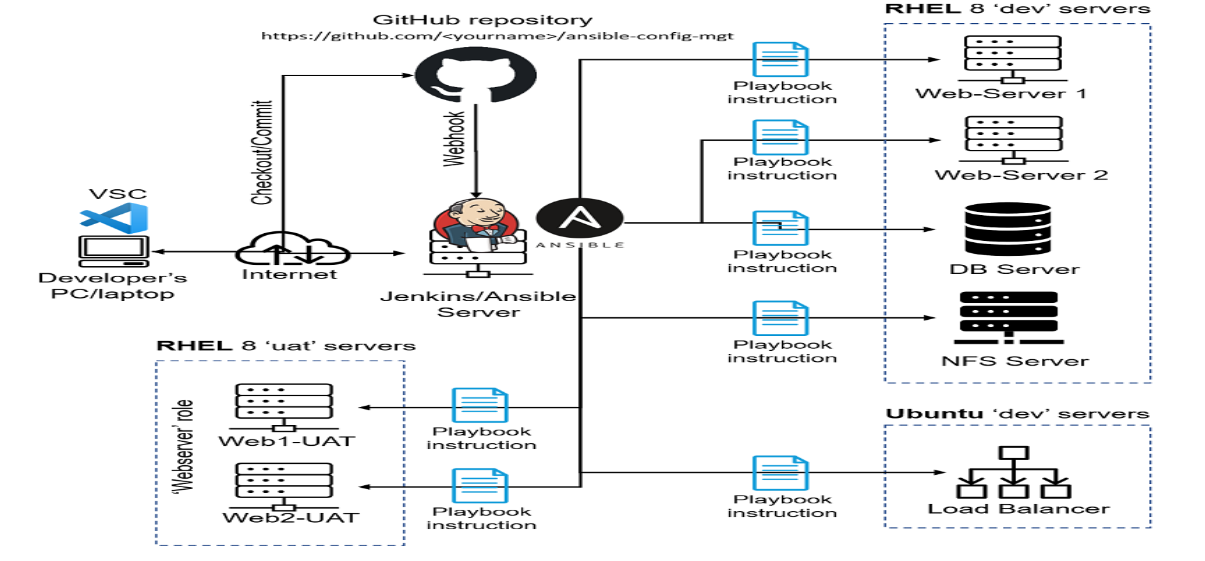 GitHub repository
https://github.com/<yourname>/ansible-config-mgt
RHEL 8 ‘dev’ servers
Playbook
instruction
Web-Server 1
Checkout/Commit
Webhook
Playbook
instruction
Web-Server 2
VSC
Developer’s
PC/laptop
Internet
Jenkins/Ansible
Server
ANSIBLE
Playbook
instruction
DB Server
Playbook
instruction
NFS Server
RHEL 8 ‘uat’ servers
‘Webserver’ role
Web1-UAT
Playbook
instruction
Web2-UAT
Playbook
instruction
Ubuntu ‘dev’ servers
Playbook
instruction
Load Balancer